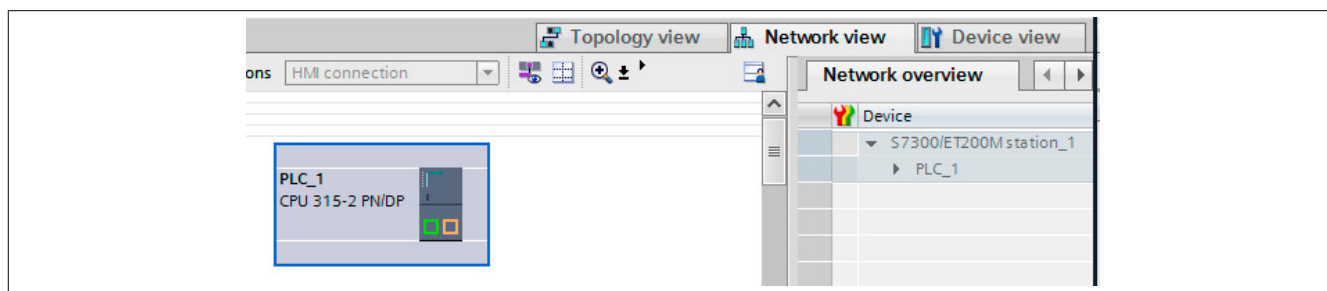 Topology view Network view Device view
ons HMI connection Network overview
Device
S7300/ET200M station_1
PLC_1
PLC_1
CPU 315-2 PN/DP